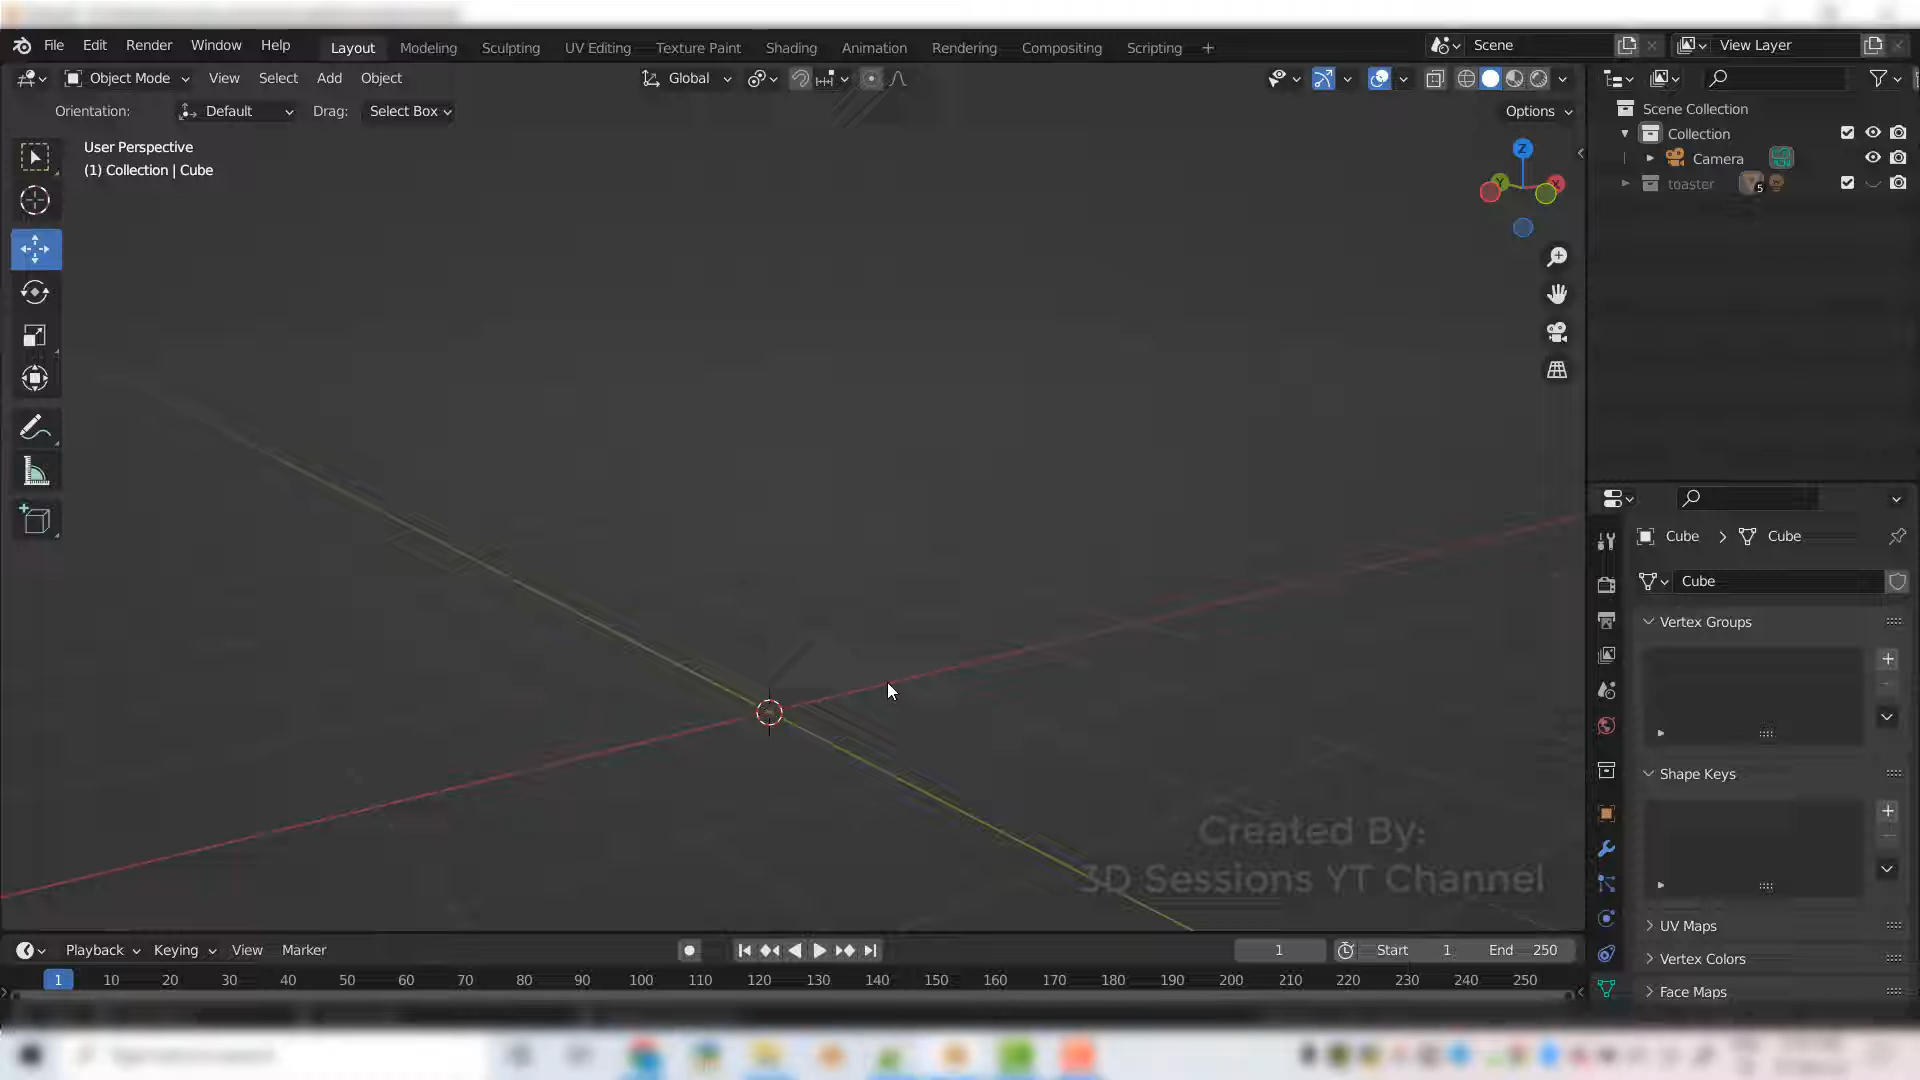 File Edit Render Window Help Layout Modeling Sculpting UV Editing Texture Paint Shading Animation Rendering Compositing Scripting + Scene View Layer
Object Mode View Select Add Object Global
Orientation: Default Drag: Select Box Options
User Perspective
(1) Collection | Cube
Z
Y
X
Scene Collection
Collection
Camera
toaster 5
Cube > Cube
Cube
Vertex Groups
Shape Keys
UV Maps
Vertex Colors
Face Maps
Created By:
3D Sessions YT Channel
Playback Keying View Marker 1 Start 1 End 250
1 10 20 30 40 50 60 70 80 90 100 110 120 130 140 150 160 170 180 190 200 210 220 230 240 250